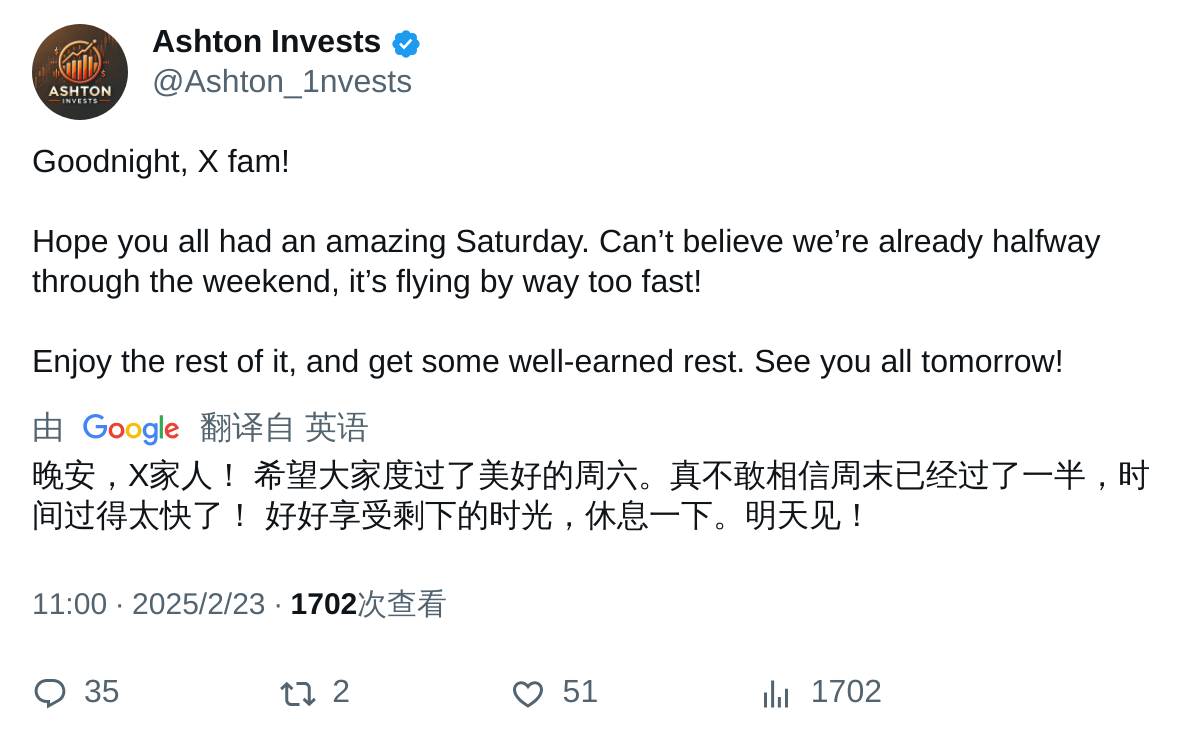 ASHTON
INVESTS
Ashton Invests
@Ashton_1nvests
Goodnight, X fam!
Hope you all had an amazing Saturday. Can’t believe we’re already halfway
through the weekend, it’s flying by way too fast!
Enjoy the rest of it, and get some well-earned rest. See you all tomorrow!
由 Google 翻译自 英语
晚安，X家人！ 希望大家度过了美好的周六。真不敢相信周末已经过了一半，时
间过得太快了！ 好好享受剩下的时光，休息一下。明天见！
11:00 · 2025/2/23 · 1702次查看
35 2 51 1702